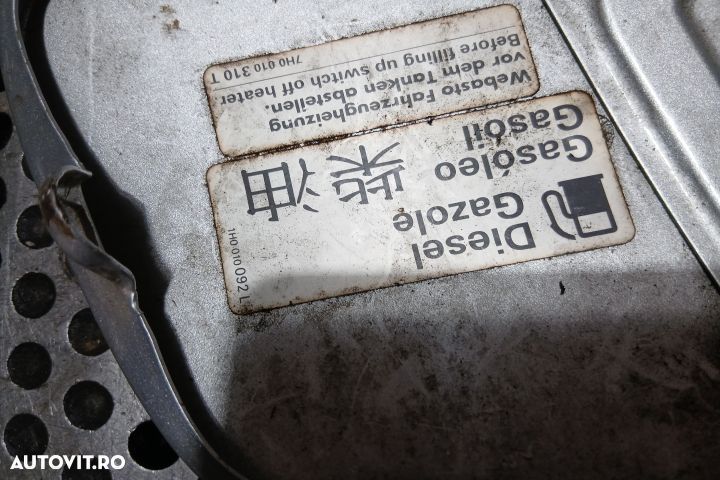 Diesel
Gazole
Gasóleo
Gasöil
柴油
1H0 010 092 L
Webasto Fahrzeugheizung
vor dem Tanken abstellen.
Before filling up switch off heater
7H0 010 310 T
AUTOVIT.RO